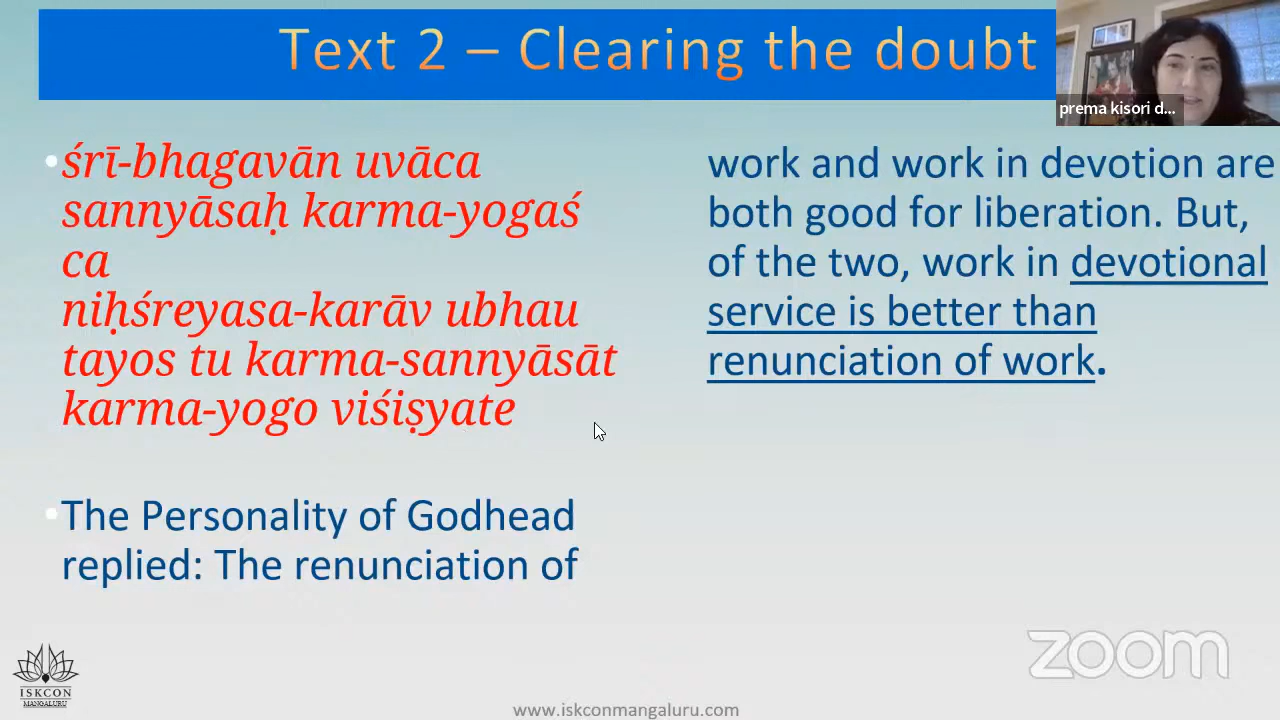 Text 2 – Clearing the doubt
prema kisori d...
•śrī-bhagavān uvāca
sannyāsaḥ karma-yogaś
ca
niḥśreyasa-karāv ubhau
tayos tu karma-sannyāsāt
karma-yogo viśiṣyate
•The Personality of Godhead
replied: The renunciation of
work and work in devotion are
both good for liberation. But,
of the two, work in devotional
service is better than
renunciation of work.
ISKCON
MANGALURU
zoom
www.iskconmangaluru.com